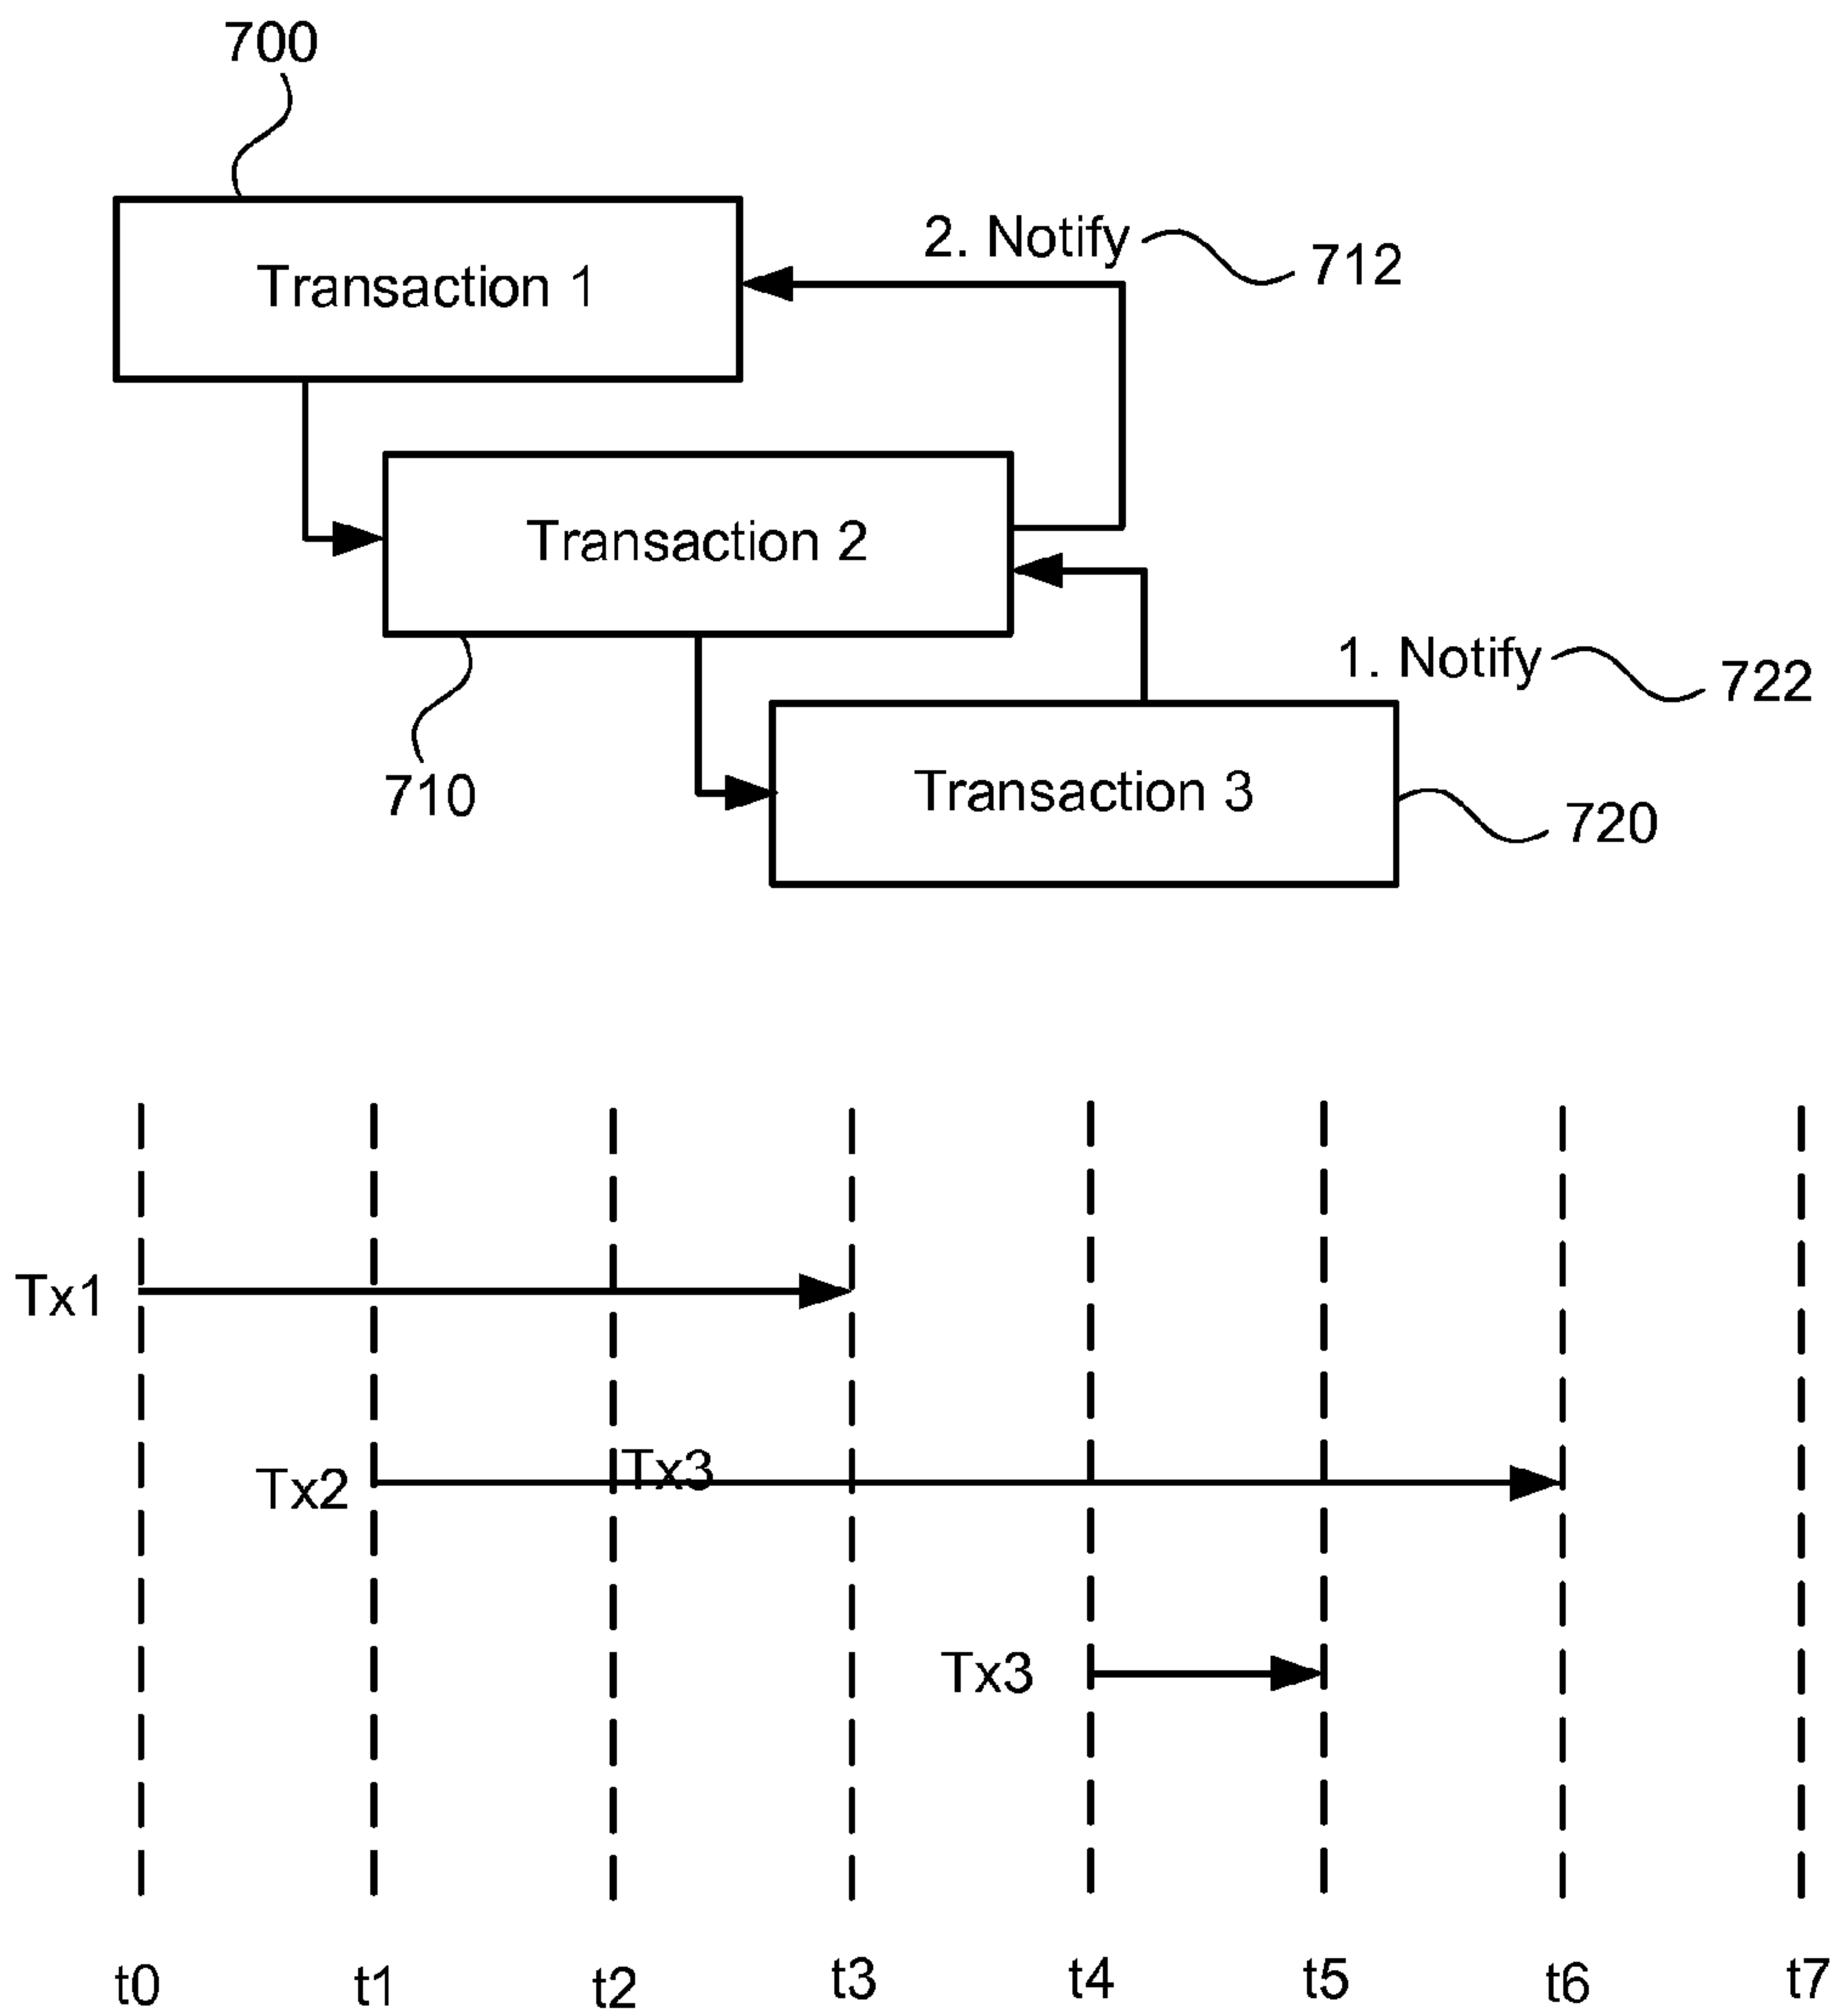 700
2. Notify
712
Transaction 1
Transaction 2
1. Notify
722
710
Transaction 3
720
Tx1
Tx2
Tx3
Tx3
t0
t1
t2
t3
t4
t5
t6
t7